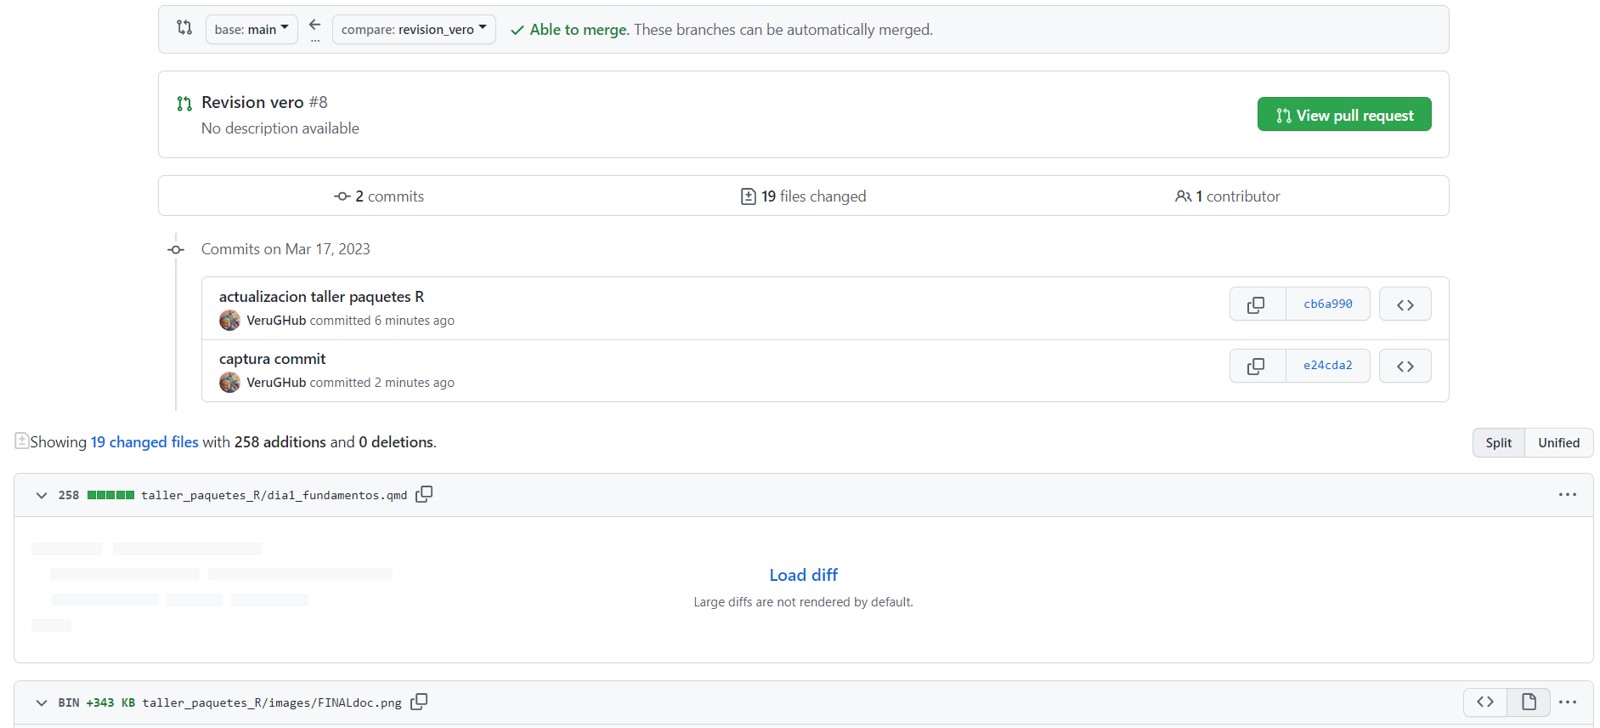 base: main ... compare: revision_vero Able to merge. These branches can be automatically merged.
Revision vero #8
No description available
View pull request
2 commits 19 files changed 1 contributor
Commits on Mar 17, 2023
actualizacion taller paquetes R
VeruGHub committed 6 minutes ago
cb6a990
captura commit
VeruGHub committed 2 minutes ago
e24cda2
Showing 19 changed files with 258 additions and 0 deletions.
Split Unified
258 taller_paquetes_R/dia1_fundamentos.qmd
Load diff
Large diffs are not rendered by default.
BIN +343 KB taller_paquetes_R/images/FINALdoc.png